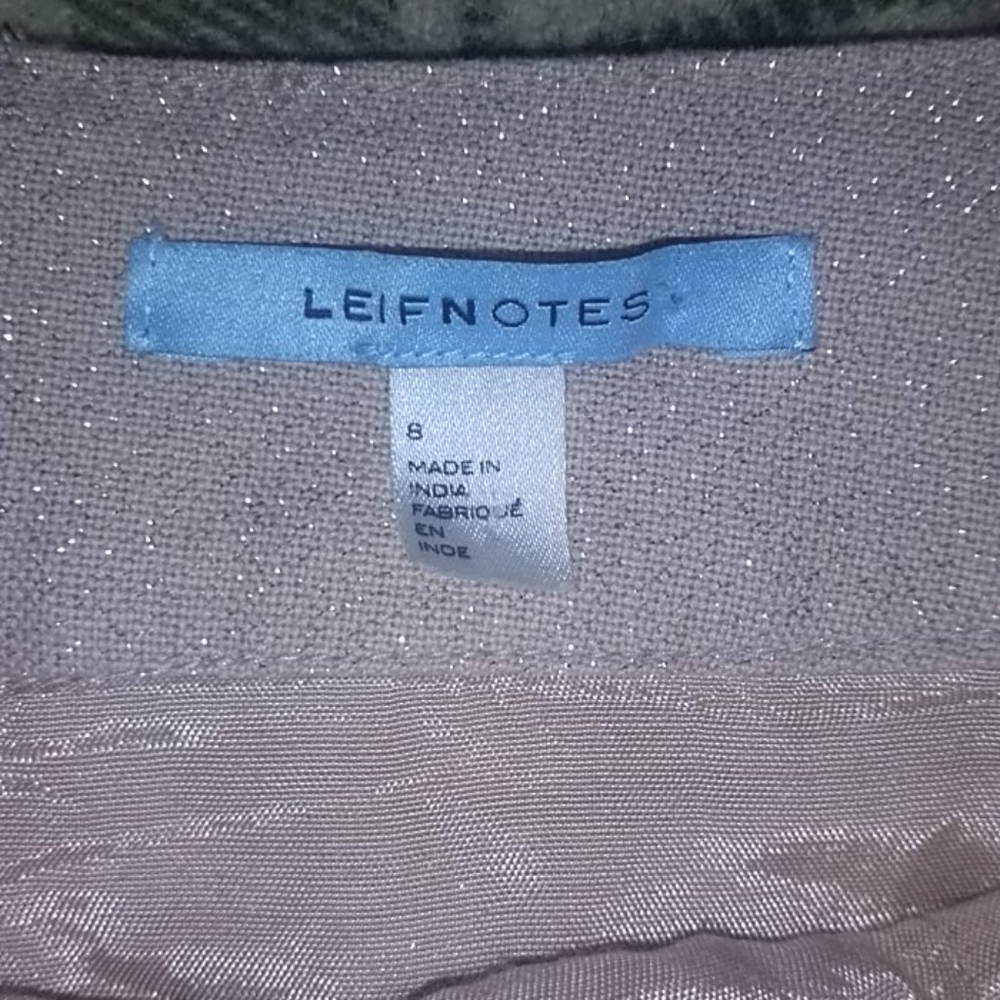 LEIFNOTES
8
MADE IN
INDIA
FABRIQUÉ
EN
INDE